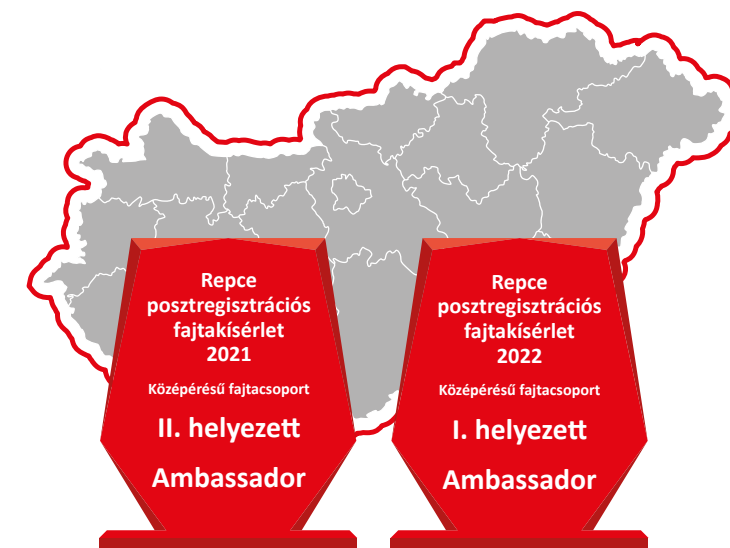 Repce
posztregisztrációs
fajtakísérlet
2021
Középérésű fajtacsoport
II. helyezett
Ambassador
Repce
posztregisztrációs
fajtakísérlet
2022
Középérésű fajtacsoport
I. helyezett
Ambassador